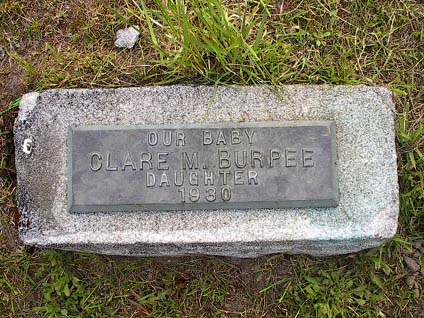 OUR BABY
CLARE M. BURPEE
DAUGHTER
1930